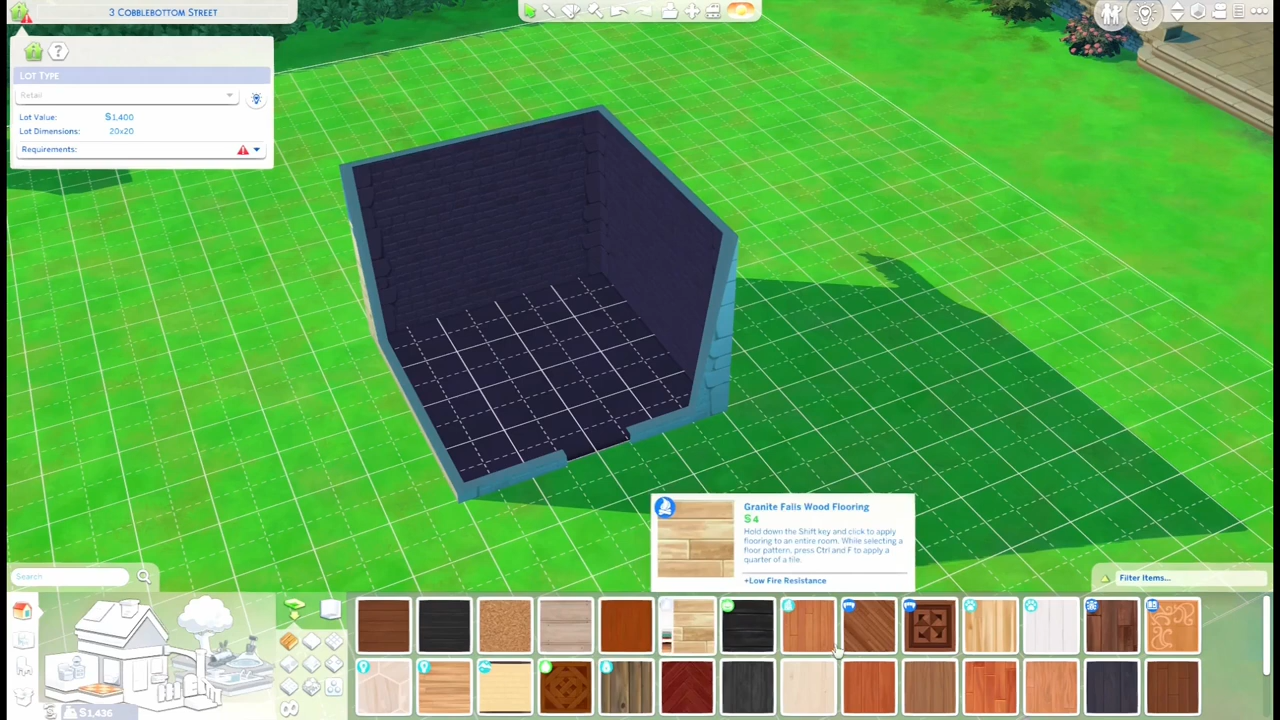 3 COBBLEBOTTOM STREET
?
LOT TYPE
Retail
Lot Value: §1,400
Lot Dimensions: 20x20
Requirements:
Granite Falls Wood Flooring
§4
Hold down the Shift key and click to apply
flooring to an entire room. While selecting a
floor pattern, press Ctrl and F to apply a
quarter of a tile.
+Low Fire Resistance
Search
Filter Items...
§1,436